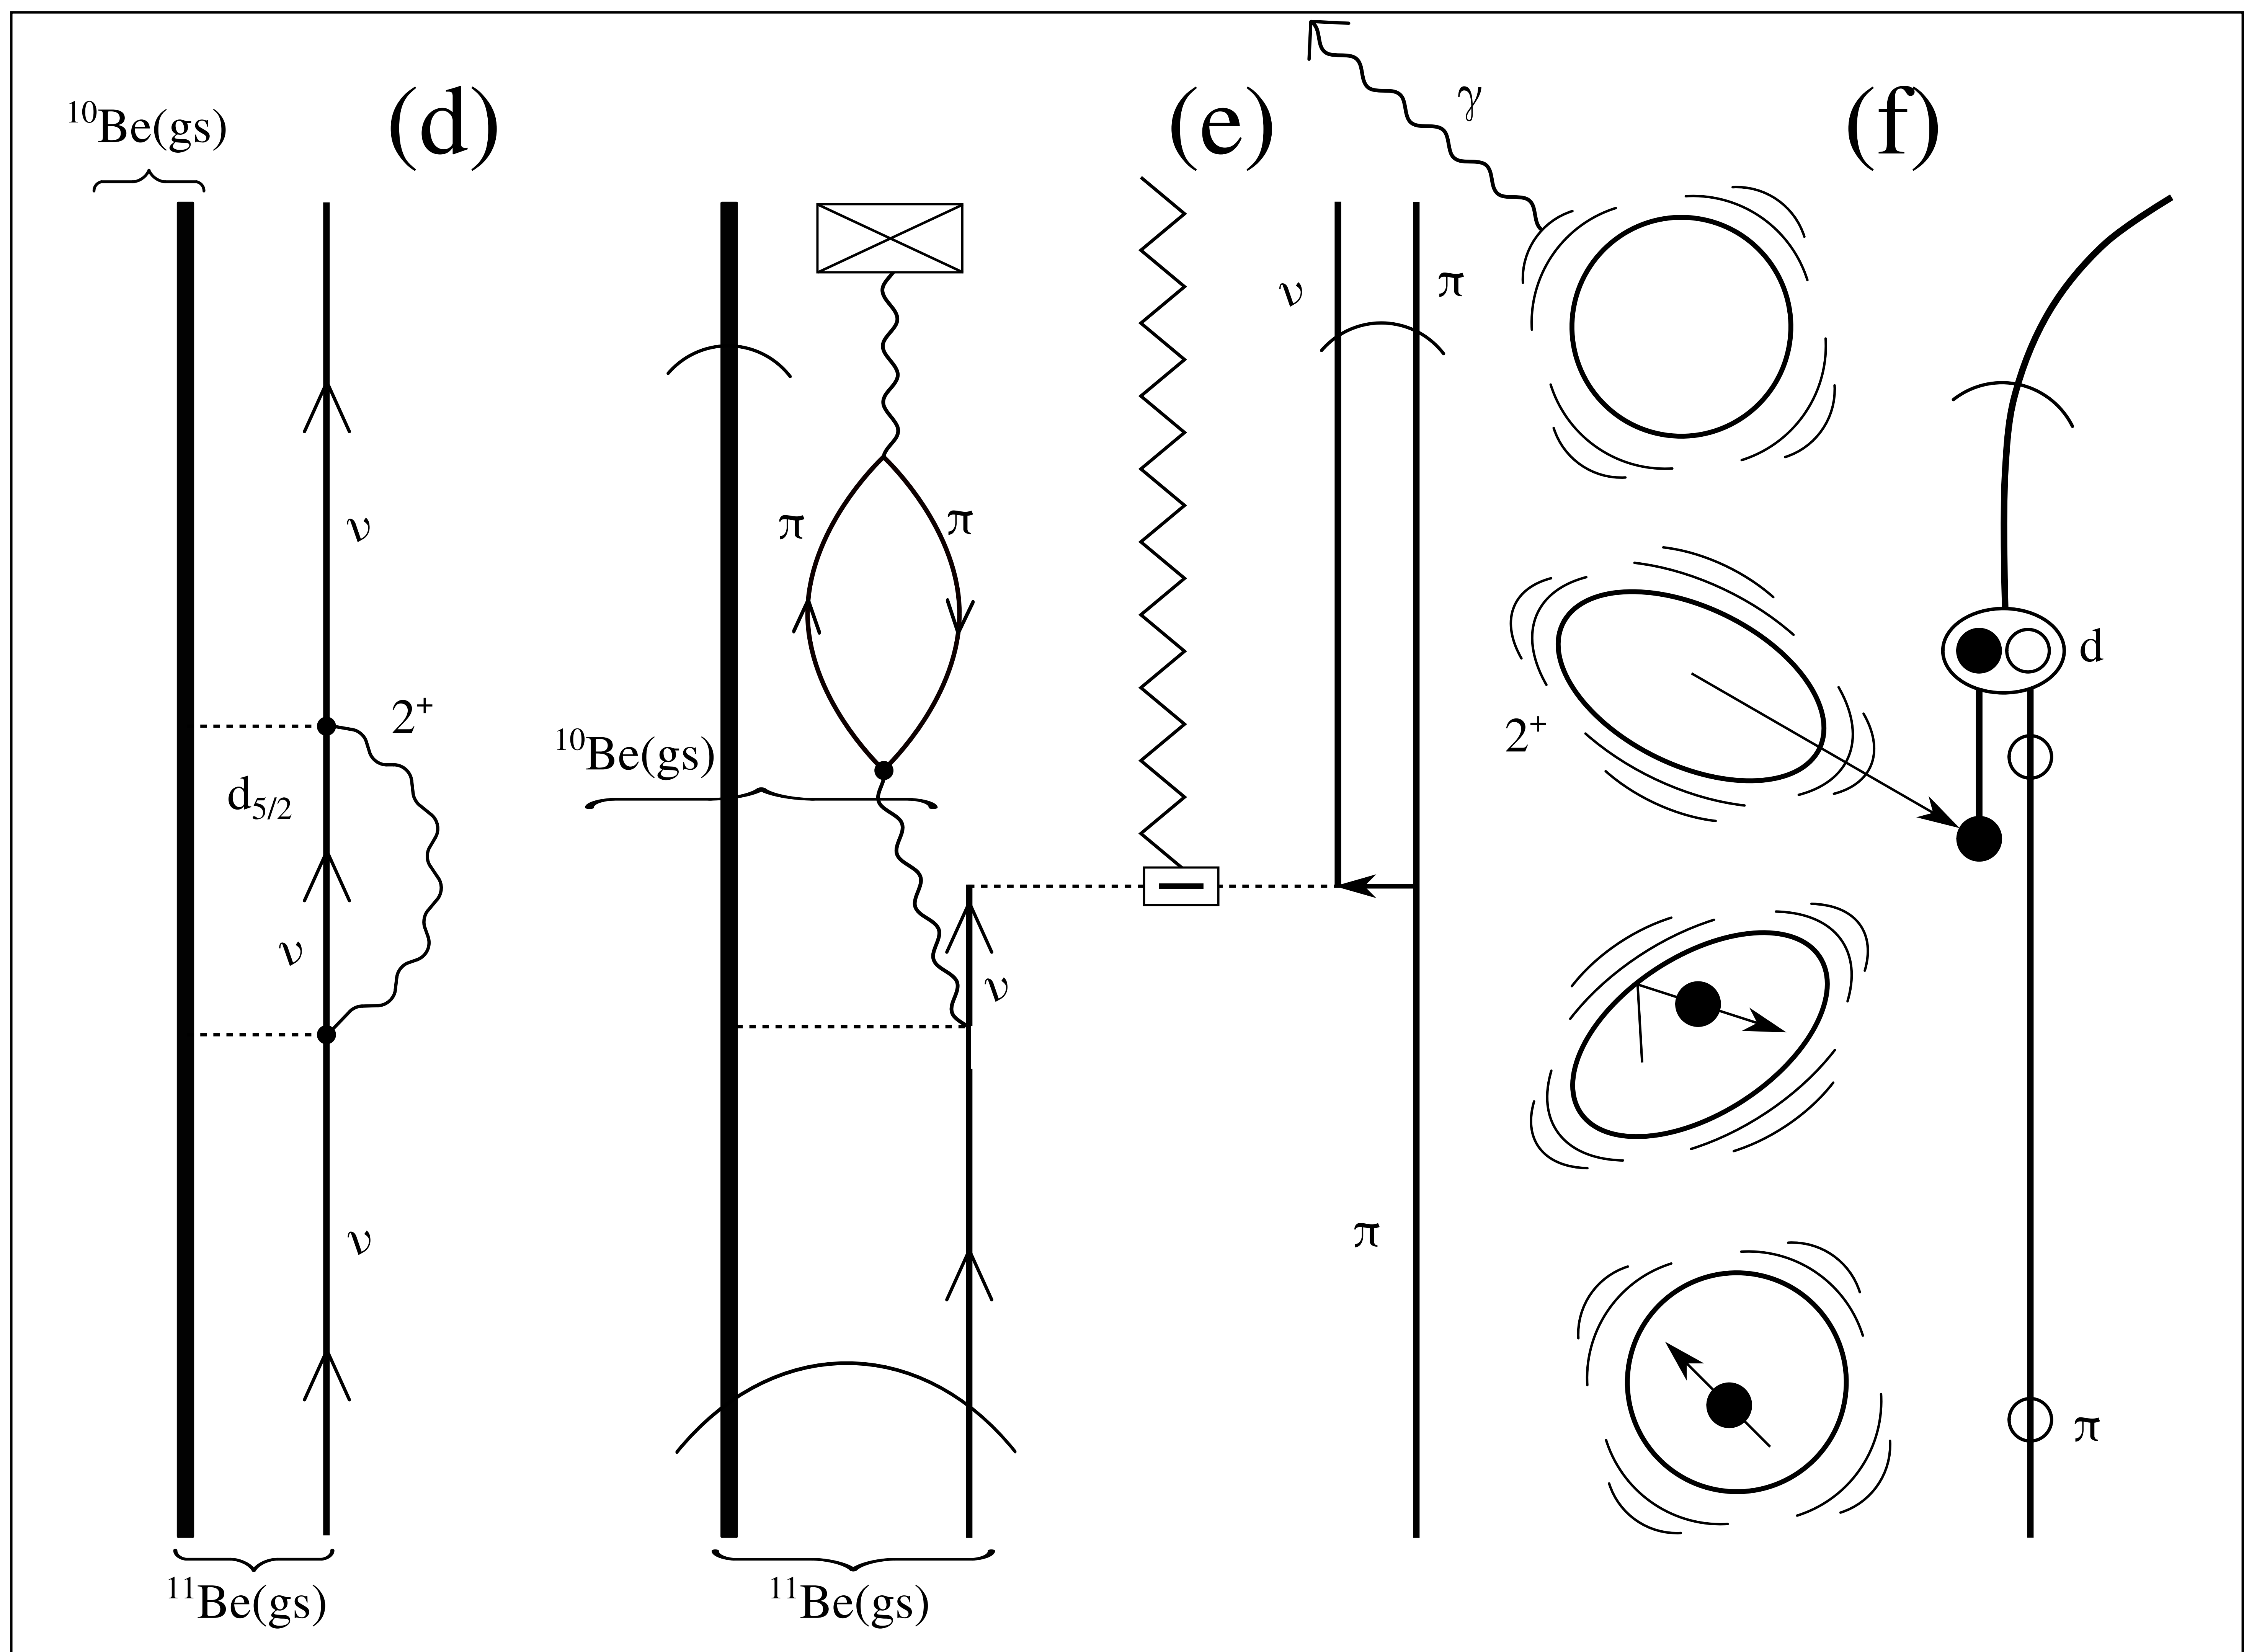 (d)
(e)
(f)
¹⁰Be(gs)
γ
ν
π
ν
π
π
2⁺
d
d₅/₂
¹⁰Be(gs)
2⁺
ν
ν
ν
π
π
¹¹Be(gs)
¹¹Be(gs)